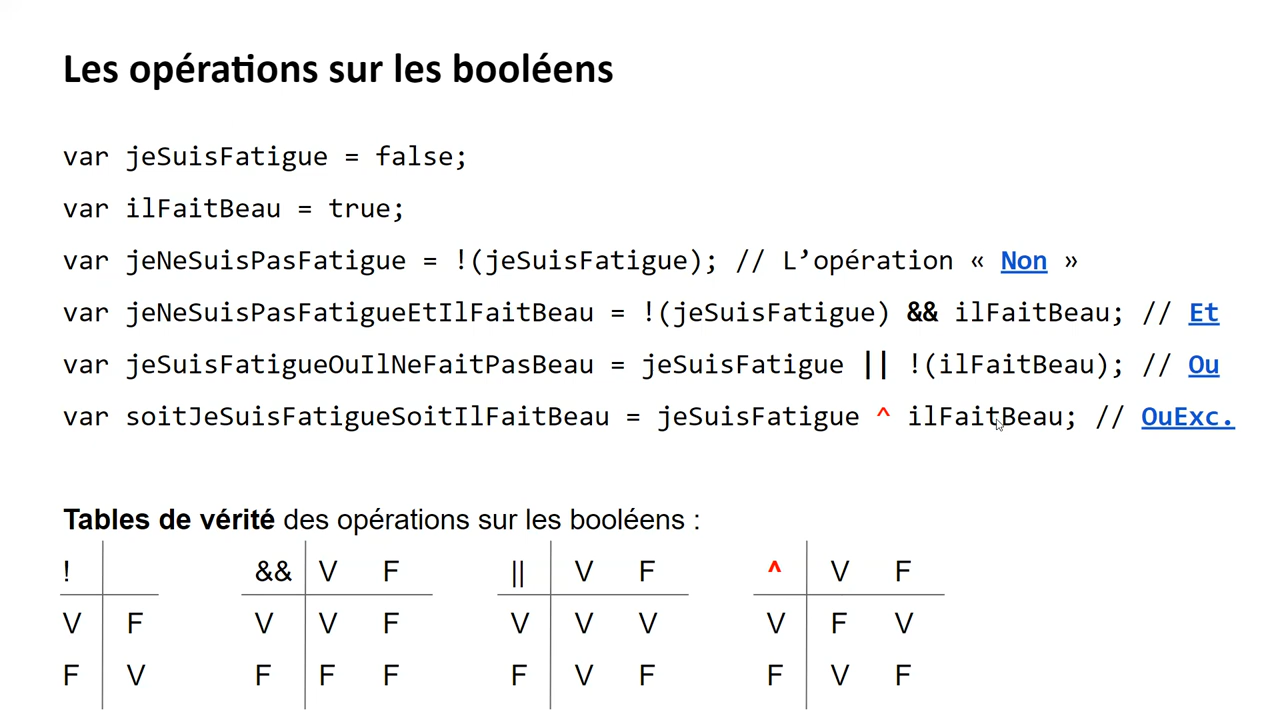 Les opérations sur les booléens
var jeSuisFatigue = false;
var ilFaitBeau = true;
var jeNeSuisPasFatigue = !(jeSuisFatigue); // L’opération « Non »
var jeNeSuisPasFatigueEtIlFaitBeau = !(jeSuisFatigue) && ilFaitBeau; // Et
var jeSuisFatigueOuIlNeFaitPasBeau = jeSuisFatigue || !(ilFaitBeau); // Ou
var soitJeSuisFatigueSoitIlFaitBeau = jeSuisFatigue ^ ilFaitBeau; // OuExc.
Tables de vérité des opérations sur les booléens :
! && V F || V F ^ V F
V F V V F V V V V F V
F V F F F F V F F V F